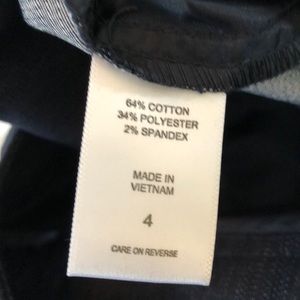 64% COTTON
34% POLYESTER
2% SPANDEX
MADE IN
VIETNAM
4
CARE ON REVERSE